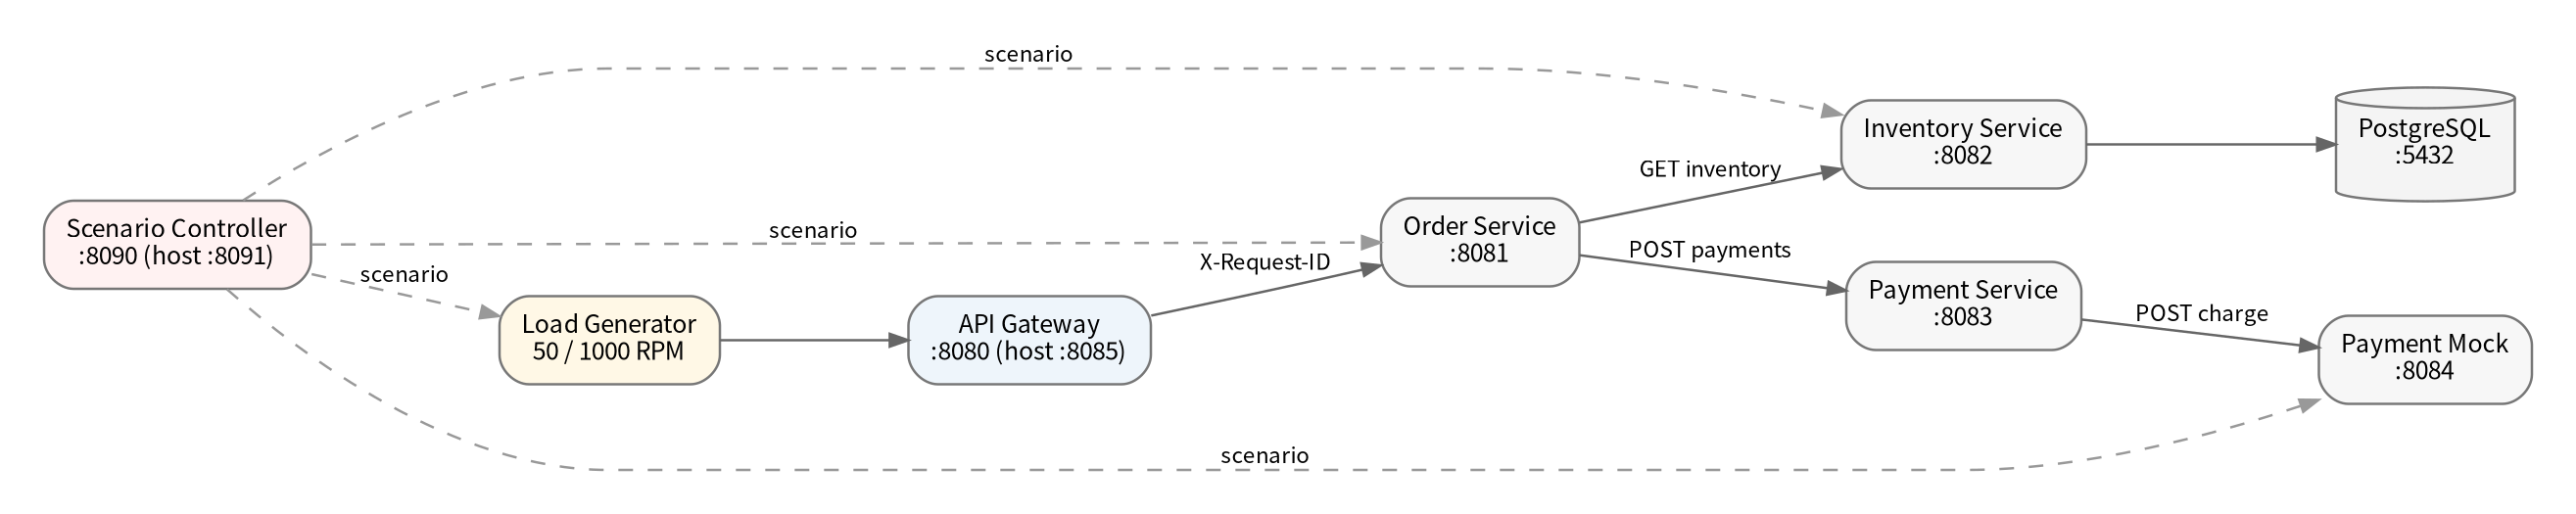 scenario
Inventory Service
:8082
PostgreSQL
:5432
GET inventory
Scenario Controller
:8090 (host :8091)
scenario
Order Service
:8081
POST payments
X-Request-ID
scenario
Load Generator
50 / 1000 RPM
API Gateway
:8080 (host :8085)
Payment Service
:8083
POST charge
Payment Mock
:8084
scenario